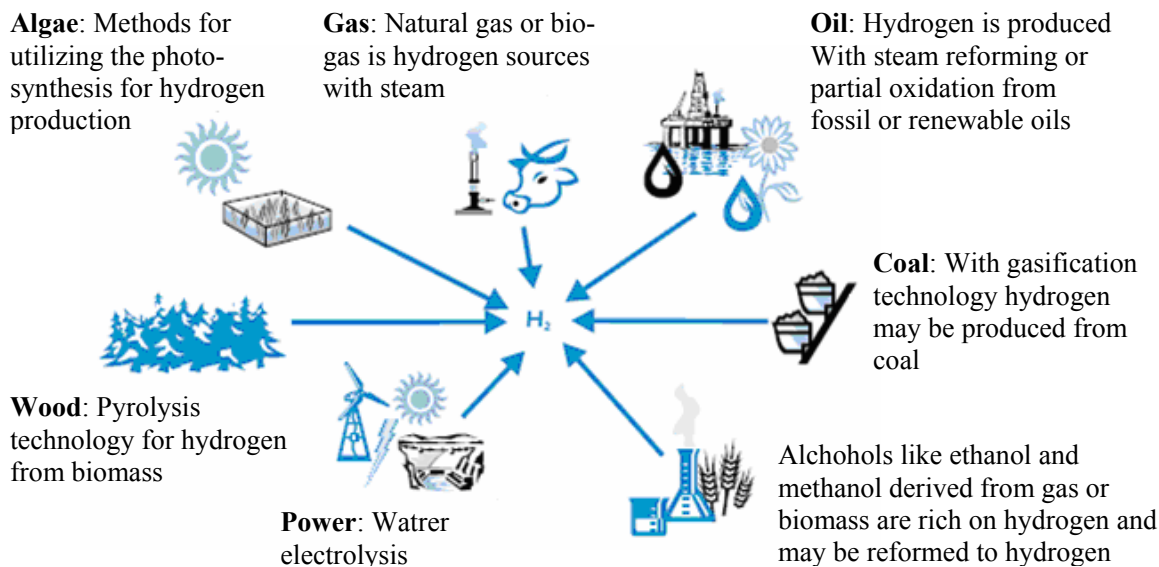 Algae: Methods for
utilizing the photo-
synthesis for hydrogen
production
Gas: Natural gas or bio-
gas is hydrogen sources
with steam
Oil: Hydrogen is produced
With steam reforming or
partial oxidation from
fossil or renewable oils
H₂
Coal: With gasification
technology hydrogen
may be produced from
coal
Wood: Pyrolysis
technology for hydrogen
from biomass
Power: Watrer
electrolysis
Alchohols like ethanol and
methanol derived from gas or
biomass are rich on hydrogen and
may be reformed to hydrogen